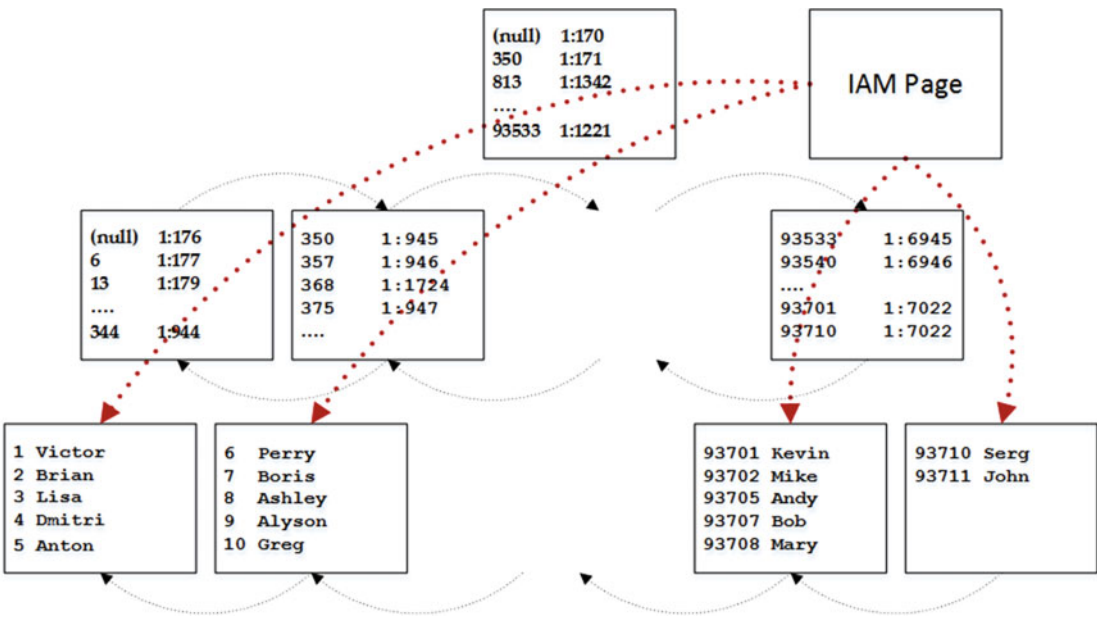 (null) 1:170
350 1:171
813 1:1342
....
93533 1:1221
IAM Page
(null) 1:176
6 1:177
13 1:179
....
344 1:944
350 1:945
357 1:946
368 1:1724
375 1:947
....
93533 1:6945
93540 1:6946
....
93701 1:7022
93710 1:7022
1 Victor
2 Brian
3 Lisa
4 Dmitri
5 Anton
6 Perry
7 Boris
8 Ashley
9 Alyson
10 Greg
93701 Kevin
93702 Mike
93705 Andy
93707 Bob
93708 Mary
93710 Serg
93711 John